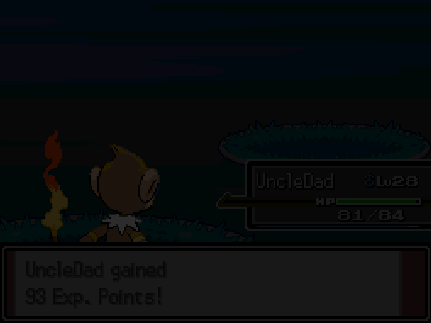 UncleDad ♂Lv28
HP
81/84
UncleDad gained
93 Exp. Points!